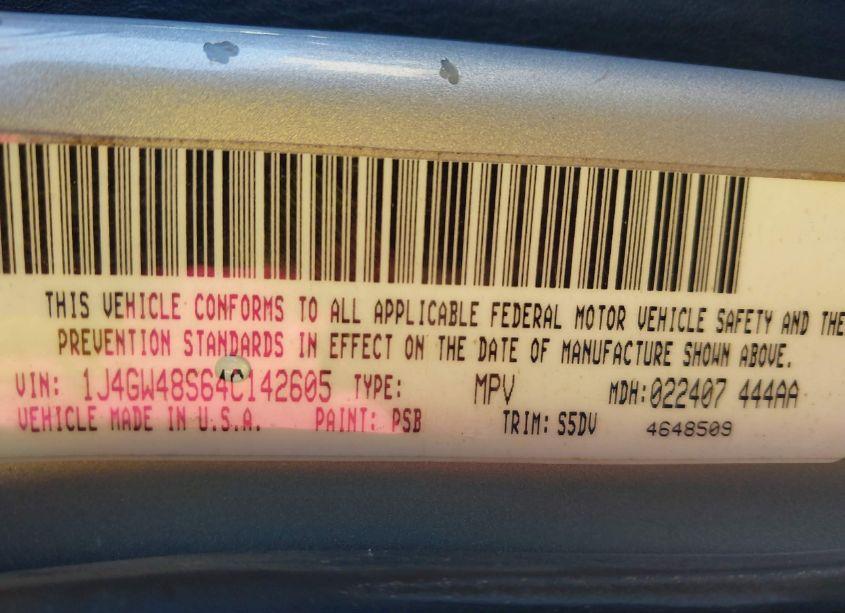 THIS VEHICLE CONFORMS TO ALL APPLICABLE FEDERAL MOTOR VEHICLE SAFETY AND THE
PREVENTION STANDARDS IN EFFECT ON THE DATE OF MANUFACTURE SHOWN ABOVE.
VIN: 1J4GW48S64C142605 TYPE: MPV MDH: 022407 444AA
VEHICLE MADE IN U.S.A. PAINT: PSB TRIM: S5DV 4648509